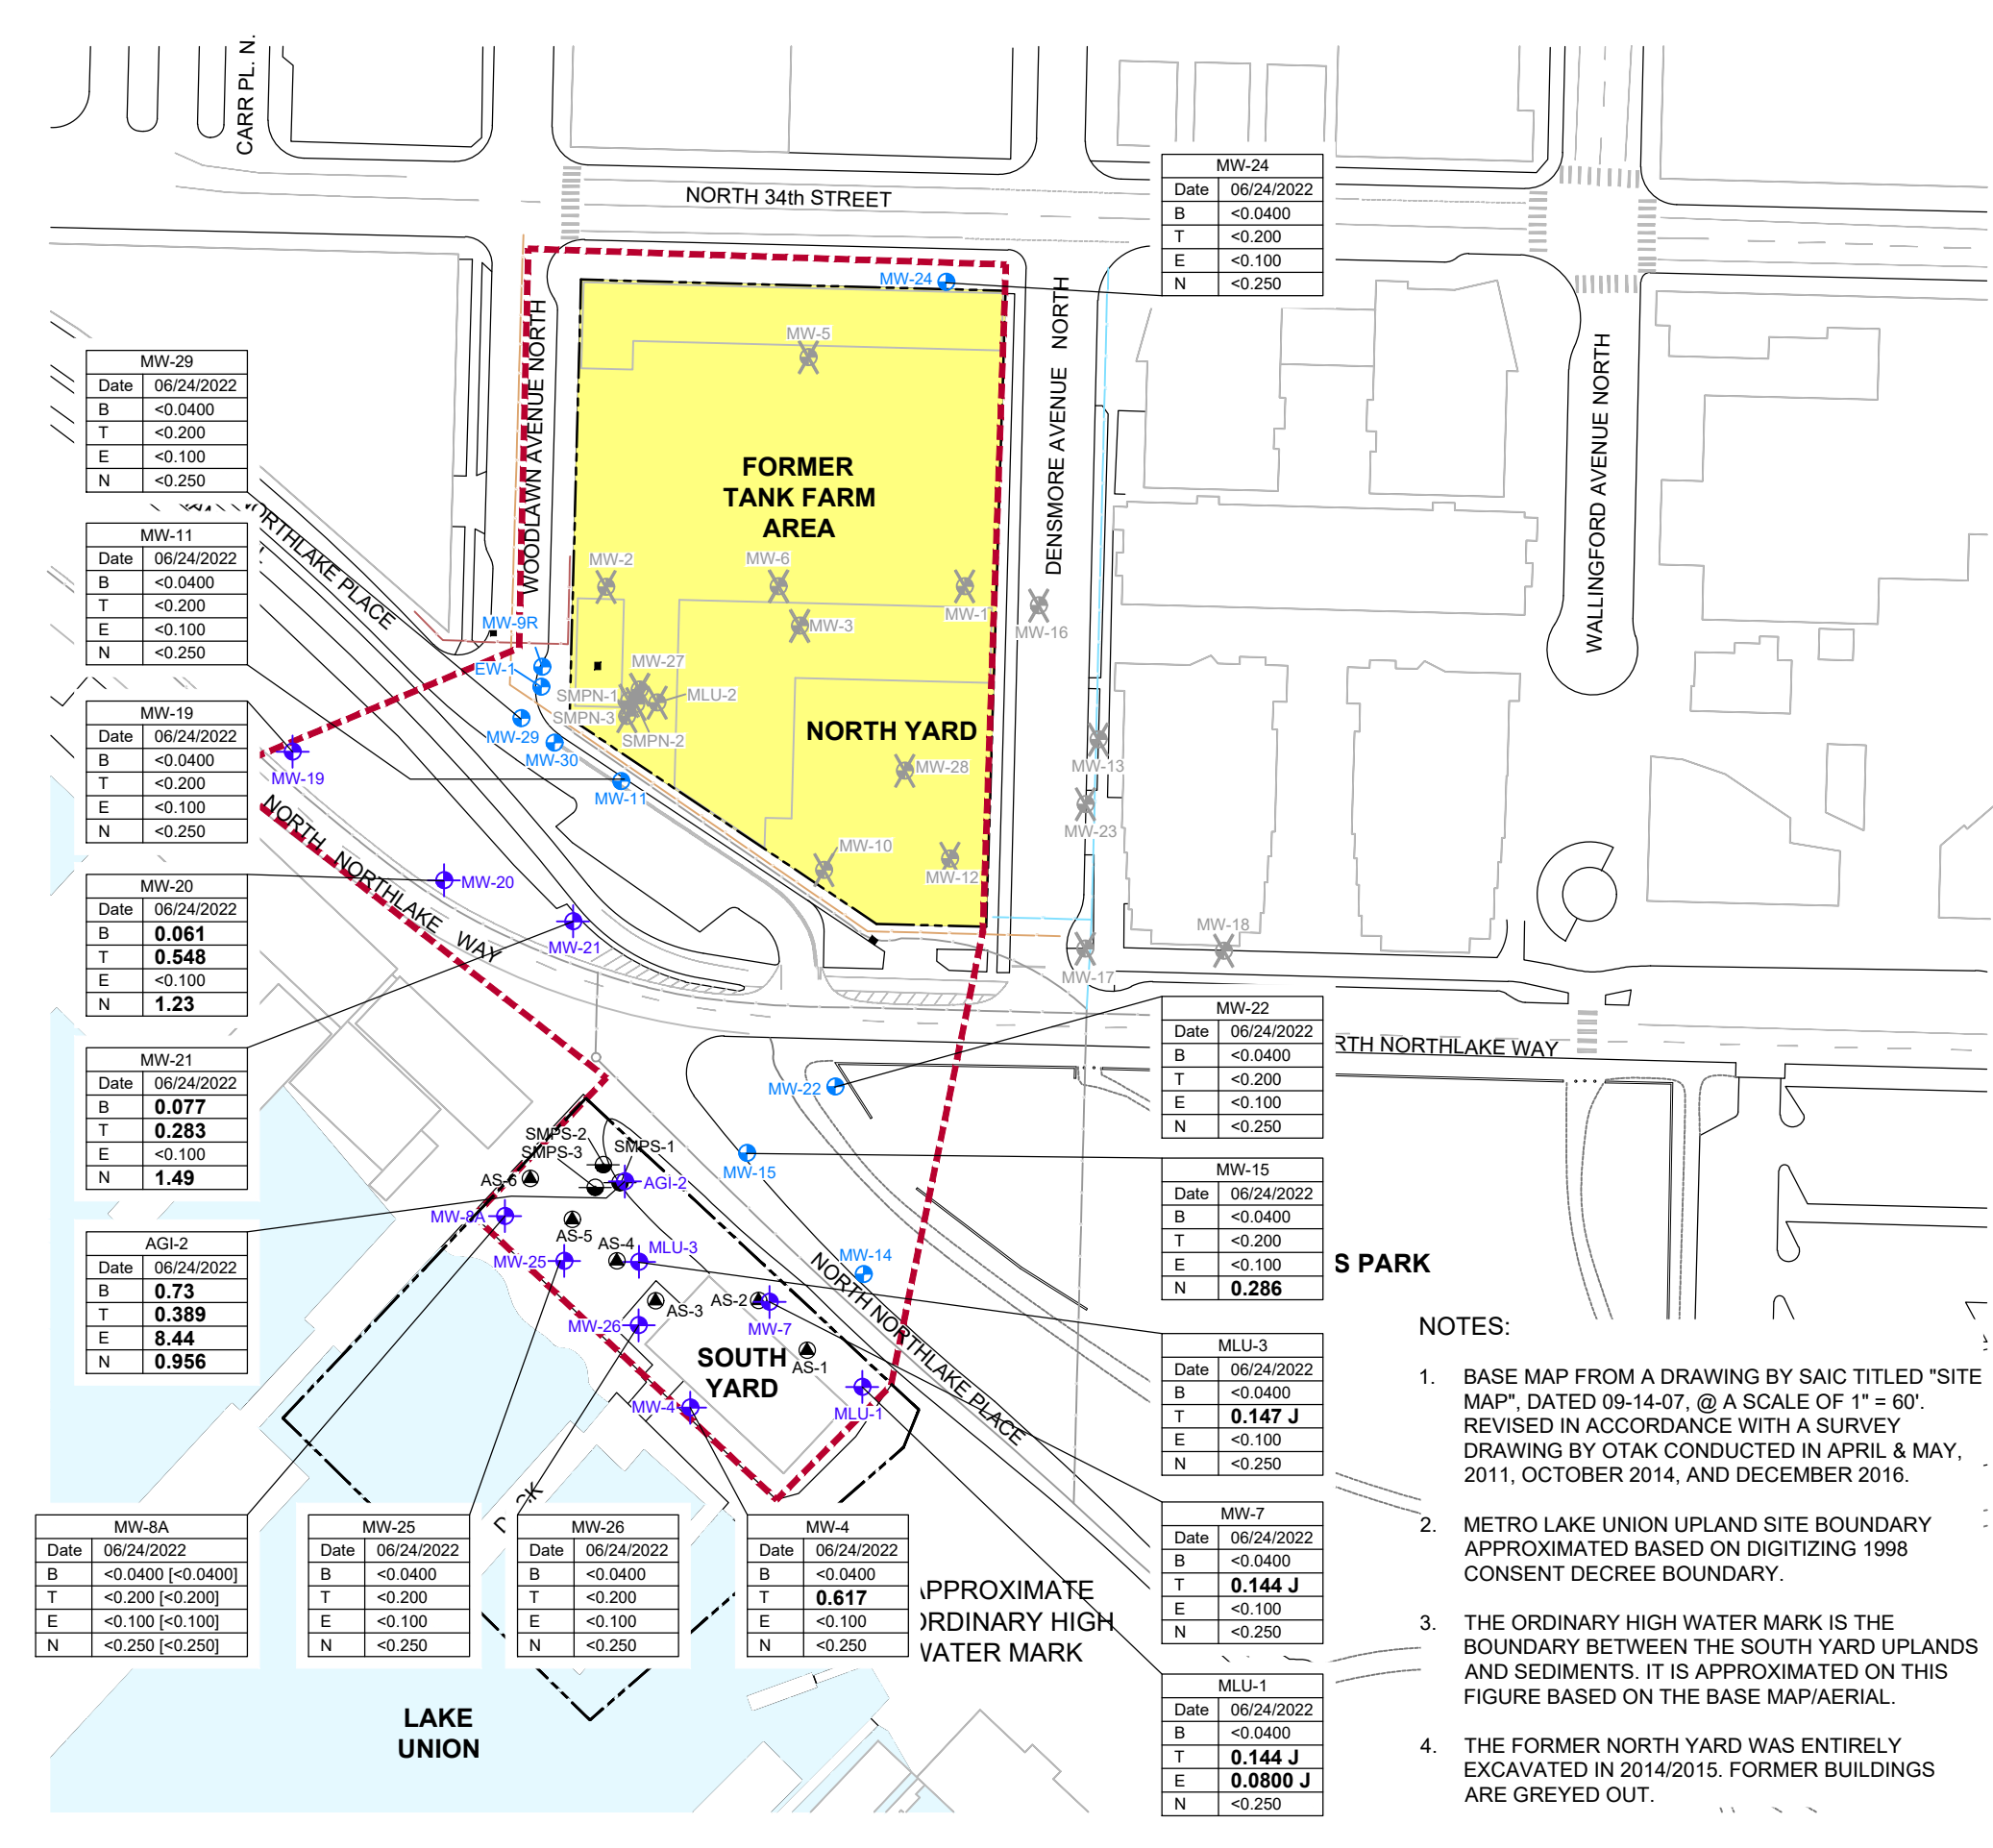 CARR PL. N.
NORTH 34th STREET
WOODLAWN AVENUE NORTH
DENSMORE AVENUE NORTH
WALLINGFORD AVENUE NORTH
MW-24
Date 06/24/2022
B <0.0400
T <0.200
E <0.100
N <0.250
MW-24
MW-5
FORMER
TANK FARM
AREA
MW-29
Date 06/24/2022
B <0.0400
T <0.200
E <0.100
N <0.250
NORTHLAKE PLACE
MW-11
Date 06/24/2022
B <0.0400
T <0.200
E <0.100
N <0.250
MW-2
MW-6
MW-1
MW-3
MW-16
MW-9R
EW-1
MW-27
SMPN-1
MLU-2
SMPN-3
SMPN-2
MW-29
MW-30
MW-11
NORTH YARD
MW-28
MW-13
MW-23
MW-10
MW-12
MW-18
MW-17
MW-19
Date 06/24/2022
B <0.0400
T <0.200
E <0.100
N <0.250
MW-19
NORTH NORTHLAKE WAY
MW-20
MW-21
MW-20
Date 06/24/2022
B 0.061
T 0.548
E <0.100
N 1.23
MW-21
Date 06/24/2022
B 0.077
T 0.283
E <0.100
N 1.49
MW-22
Date 06/24/2022
B <0.0400
T <0.200
E <0.100
N <0.250
RTH NORTHLAKE WAY
MW-22
MW-15
MW-15
Date 06/24/2022
B <0.0400
T <0.200
E <0.100
N 0.286
SMPS-2
SMPS-1
SMPS-3
AS-6
AGI-2
MW-8A
AS-5
AS-4
MLU-3
MW-25
MW-14
AS-3
AS-2
MW-7
MW-26
AS-1
MW-4
MLU-1
SOUTH
YARD
NORTH NORTHLAKE PLACE
S PARK
AGI-2
Date 06/24/2022
B 0.73
T 0.389
E 8.44
N 0.956
MLU-3
Date 06/24/2022
B <0.0400
T 0.147 J
E <0.100
N <0.250
MW-8A
Date 06/24/2022
B <0.0400 [<0.0400]
T <0.200 [<0.200]
E <0.100 [<0.100]
N <0.250 [<0.250]
MW-25
Date 06/24/2022
B <0.0400
T <0.200
E <0.100
N <0.250
MW-26
Date 06/24/2022
B <0.0400
T <0.200
E <0.100
N <0.250
MW-4
Date 06/24/2022
B <0.0400
T 0.617
E <0.100
N <0.250
PPROXIMATE
RDINARY HIGH
WATER MARK
MW-7
Date 06/24/2022
B <0.0400
T 0.144 J
E <0.100
N <0.250
MLU-1
Date 06/24/2022
B <0.0400
T 0.144 J
E 0.0800 J
N <0.250
LAKE
UNION
NOTES:
1. BASE MAP FROM A DRAWING BY SAIC TITLED "SITE
MAP", DATED 09-14-07, @ A SCALE OF 1" = 60'.
REVISED IN ACCORDANCE WITH A SURVEY
DRAWING BY OTAK CONDUCTED IN APRIL & MAY,
2011, OCTOBER 2014, AND DECEMBER 2016.
2. METRO LAKE UNION UPLAND SITE BOUNDARY
APPROXIMATED BASED ON DIGITIZING 1998
CONSENT DECREE BOUNDARY.
3. THE ORDINARY HIGH WATER MARK IS THE
BOUNDARY BETWEEN THE SOUTH YARD UPLANDS
AND SEDIMENTS. IT IS APPROXIMATED ON THIS
FIGURE BASED ON THE BASE MAP/AERIAL.
4. THE FORMER NORTH YARD WAS ENTIRELY
EXCAVATED IN 2014/2015. FORMER BUILDINGS
ARE GREYED OUT.